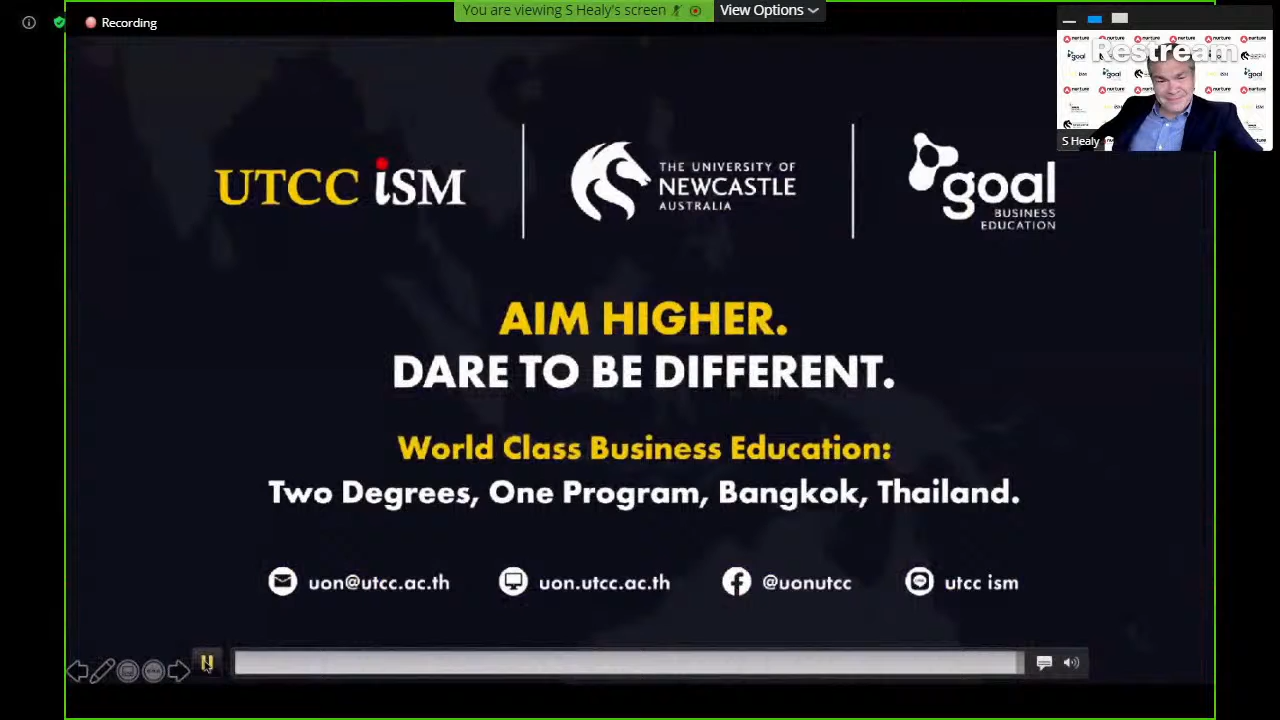 You are viewing S Healy's screen
View Options
Recording
Restream
S Healy
UTCC iSM
THE UNIVERSITY OF
NEWCASTLE
AUSTRALIA
goal
BUSINESS
EDUCATION
AIM HIGHER.
DARE TO BE DIFFERENT.
World Class Business Education:
Two Degrees, One Program, Bangkok, Thailand.
uon@utcc.ac.th
uon.utcc.ac.th
@uonutcc
utcc ism